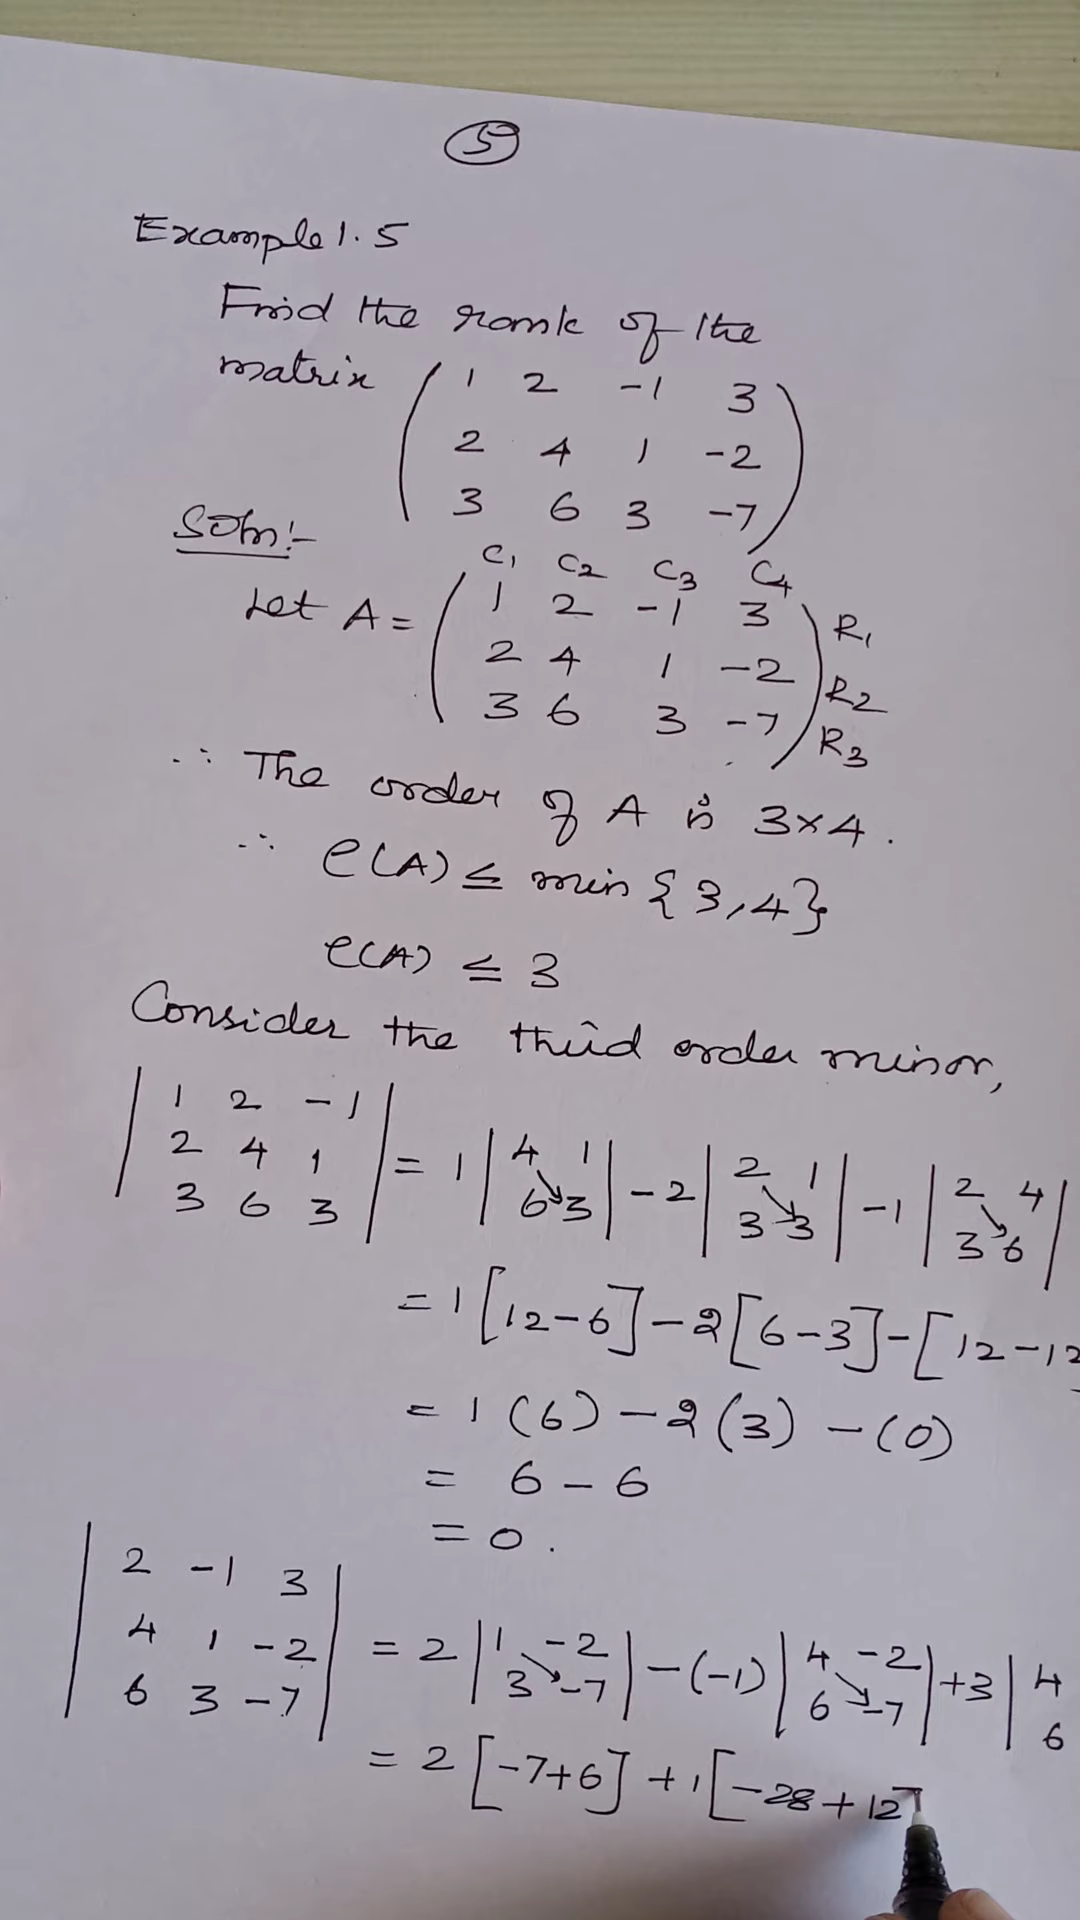 5
Example 1.5
Find the rank of the
matrix ( 1 2 -1 3
2 4 1 -2
3 6 3 -7 )
Soln:-
C1 C2 C3 C4
Let A = ( 1 2 -1 3 ) R1
2 4 1 -2 R2
3 6 3 -7 R3
∴ The order of A is 3×4.
∴ ρ(A) ≤ min {3,4}
ρ(A) ≤ 3
Consider the third order minor,
| 1 2 -1 |
| 2 4 1 | = 1 | 4 1 | -2 | 2 1 | -1 | 2 4 |
| 3 6 3 | | 6 3 | | 3 3 | | 3 6 |
= 1 [12-6] -2 [6-3] - [12-12
= 1 (6) - 2 (3) - (0)
= 6 - 6
= 0.
| 2 -1 3 |
| 4 1 -2 | = 2 | 1 -2 | -(-1) | 4 -2 | +3 | 4
| 6 3 -7 | | 3 -7 | | 6 -7 | | 6
= 2 [-7+6] + 1 [-28+12]